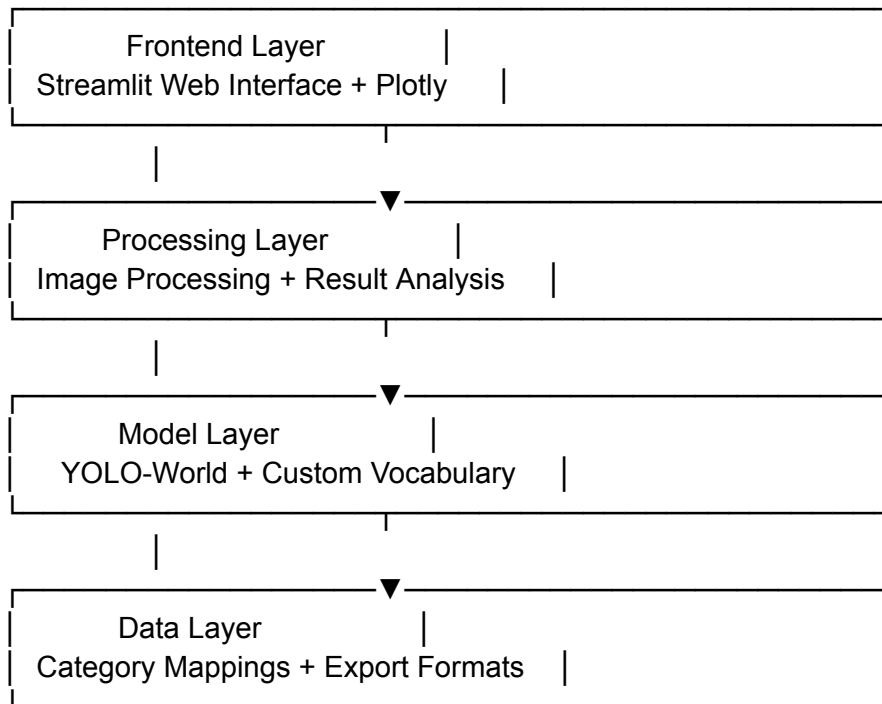 Frontend Layer
Streamlit Web Interface + Plotly
Processing Layer
Image Processing + Result Analysis
Model Layer
YOLO-World + Custom Vocabulary
Data Layer
Category Mappings + Export Formats